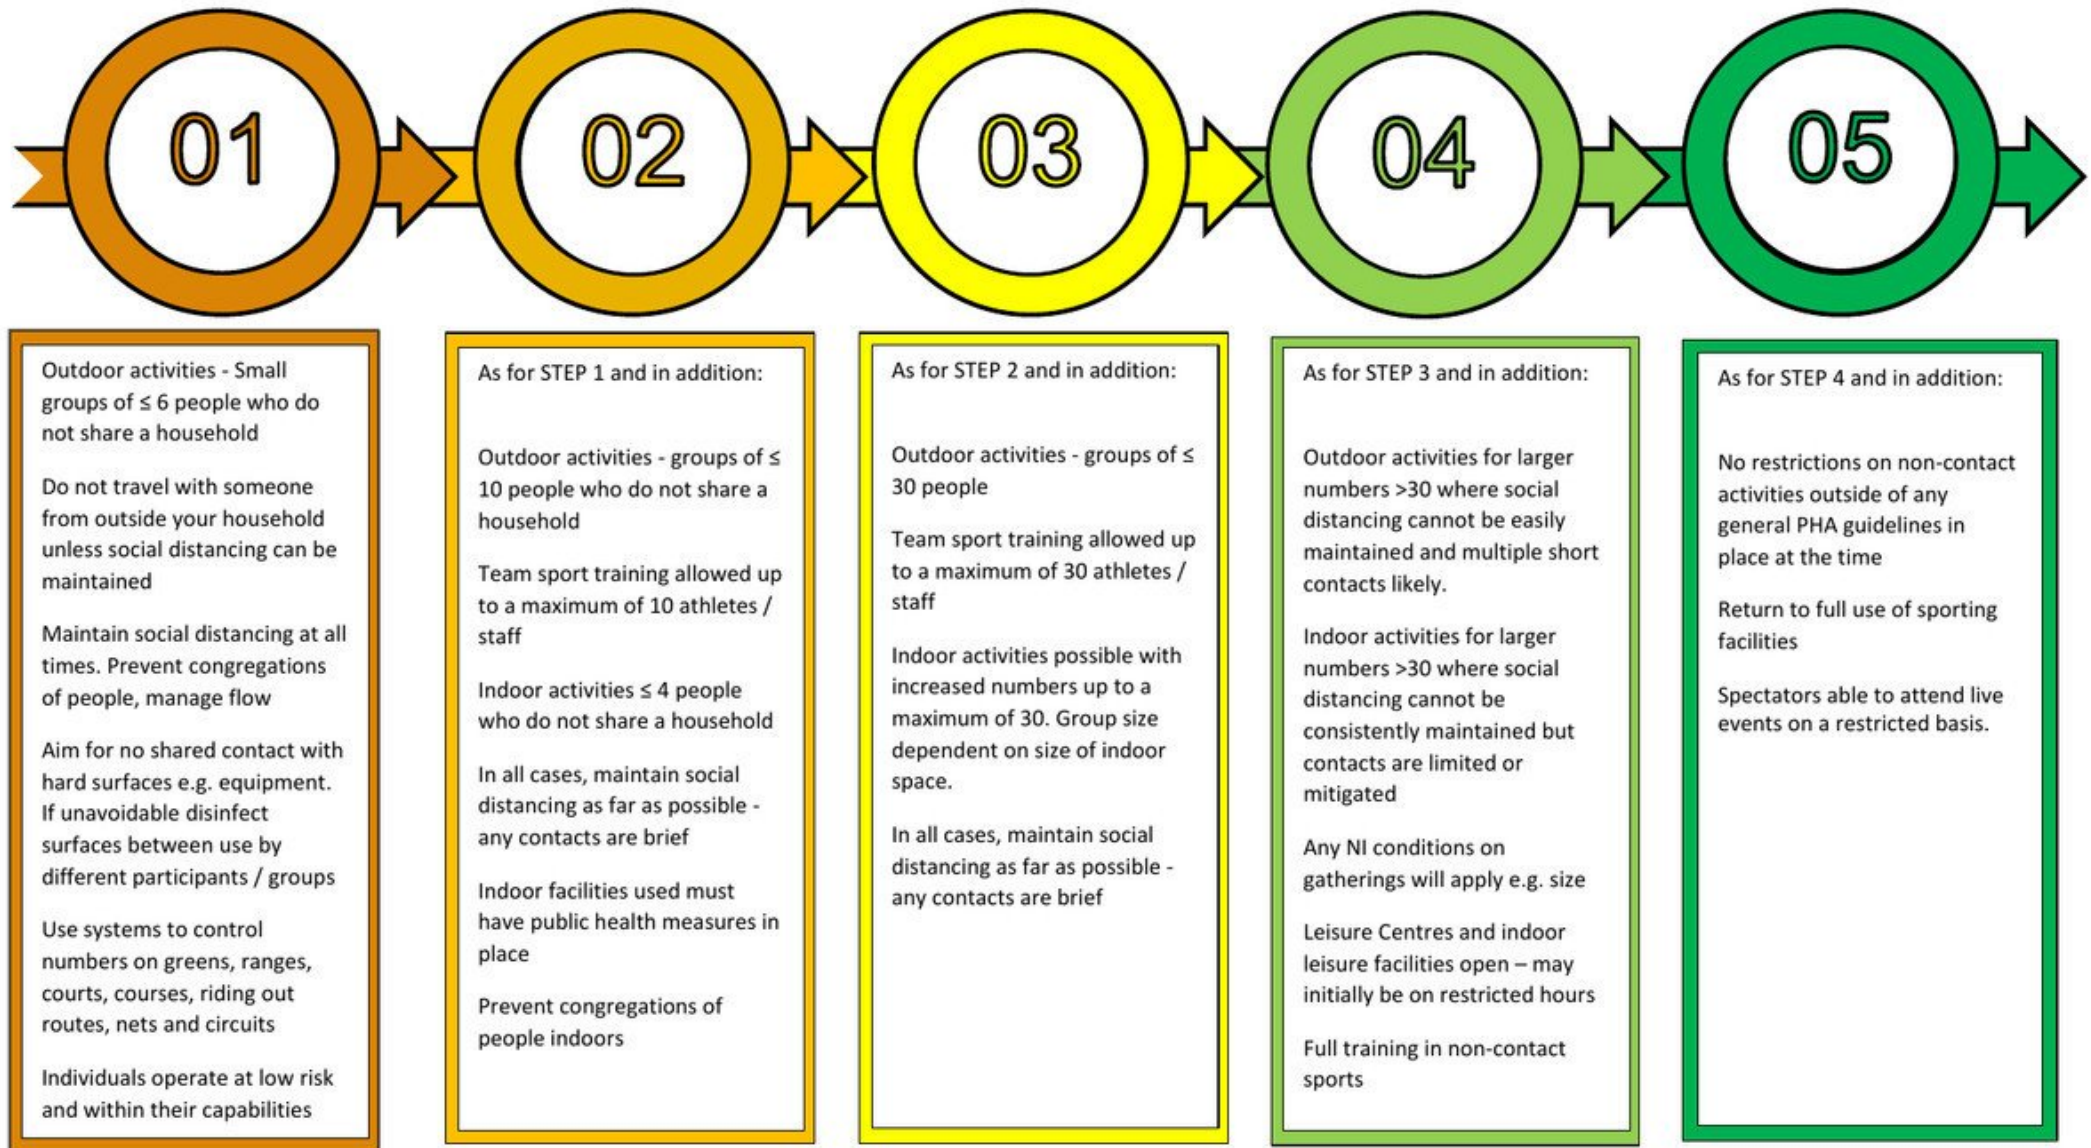 01
02
03
04
05
Outdoor activities - Small
groups of ≤ 6 people who do
not share a household
Do not travel with someone
from outside your household
unless social distancing can be
maintained
Maintain social distancing at all
times. Prevent congregations
of people, manage flow
Aim for no shared contact with
hard surfaces e.g. equipment.
If unavoidable disinfect
surfaces between use by
different participants / groups
Use systems to control
numbers on greens, ranges,
courts, courses, riding out
routes, nets and circuits
Individuals operate at low risk
and within their capabilities
As for STEP 1 and in addition:
Outdoor activities - groups of ≤
10 people who do not share a
household
Team sport training allowed up
to a maximum of 10 athletes /
staff
Indoor activities ≤ 4 people
who do not share a household
In all cases, maintain social
distancing as far as possible -
any contacts are brief
Indoor facilities used must
have public health measures in
place
Prevent congregations of
people indoors
As for STEP 2 and in addition:
Outdoor activities - groups of ≤
30 people
Team sport training allowed up
to a maximum of 30 athletes /
staff
Indoor activities possible with
increased numbers up to a
maximum of 30. Group size
dependent on size of indoor
space.
In all cases, maintain social
distancing as far as possible -
any contacts are brief
As for STEP 3 and in addition:
Outdoor activities for larger
numbers >30 where social
distancing cannot be easily
maintained and multiple short
contacts likely.
Indoor activities for larger
numbers >30 where social
distancing cannot be
consistently maintained but
contacts are limited or
mitigated
Any NI conditions on
gatherings will apply e.g. size
Leisure Centres and indoor
leisure facilities open – may
initially be on restricted hours
Full training in non-contact
sports
As for STEP 4 and in addition:
No restrictions on non-contact
activities outside of any
general PHA guidelines in
place at the time
Return to full use of sporting
facilities
Spectators able to attend live
events on a restricted basis.